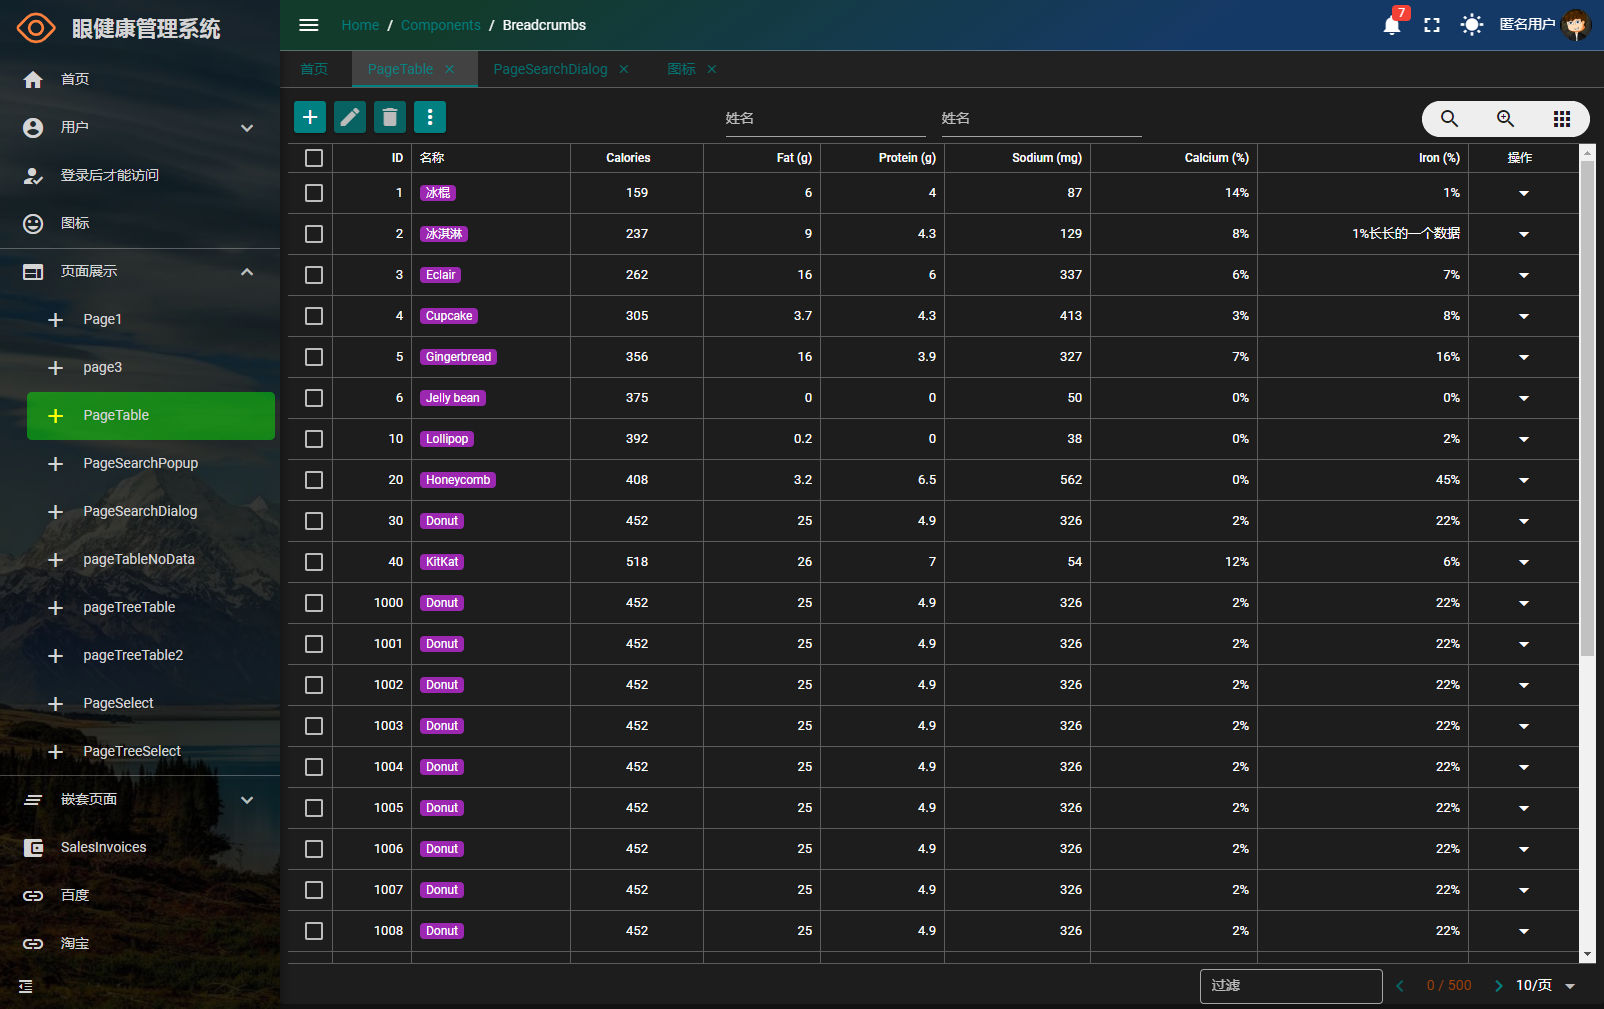 眼健康管理系统
首页
用户
登录后才能访问
图标
页面展示
Page1
page3
PageTable
PageSearchPopup
PageSearchDialog
pageTableNoData
pageTreeTable
pageTreeTable2
PageSelect
PageTreeSelect
嵌套页面
SalesInvoices
百度
淘宝
Home / Components / Breadcrumbs
7
匿名用户
首页 PageTable PageSearchDialog 图标
姓名 姓名
ID 名称 Calories Fat (g) Protein (g) Sodium (mg) Calcium (%) Iron (%) 操作
1 冰棍 159 6 4 87 14% 1%
2 冰淇淋 237 9 4.3 129 8% 1%长长的一个数据
3 Eclair 262 16 6 337 6% 7%
4 Cupcake 305 3.7 4.3 413 3% 8%
5 Gingerbread 356 16 3.9 327 7% 16%
6 Jelly bean 375 0 0 50 0% 0%
10 Lollipop 392 0.2 0 38 0% 2%
20 Honeycomb 408 3.2 6.5 562 0% 45%
30 Donut 452 25 4.9 326 2% 22%
40 KitKat 518 26 7 54 12% 6%
1000 Donut 452 25 4.9 326 2% 22%
1001 Donut 452 25 4.9 326 2% 22%
1002 Donut 452 25 4.9 326 2% 22%
1003 Donut 452 25 4.9 326 2% 22%
1004 Donut 452 25 4.9 326 2% 22%
1005 Donut 452 25 4.9 326 2% 22%
1006 Donut 452 25 4.9 326 2% 22%
1007 Donut 452 25 4.9 326 2% 22%
1008 Donut 452 25 4.9 326 2% 22%
过滤 0 / 500 10/页